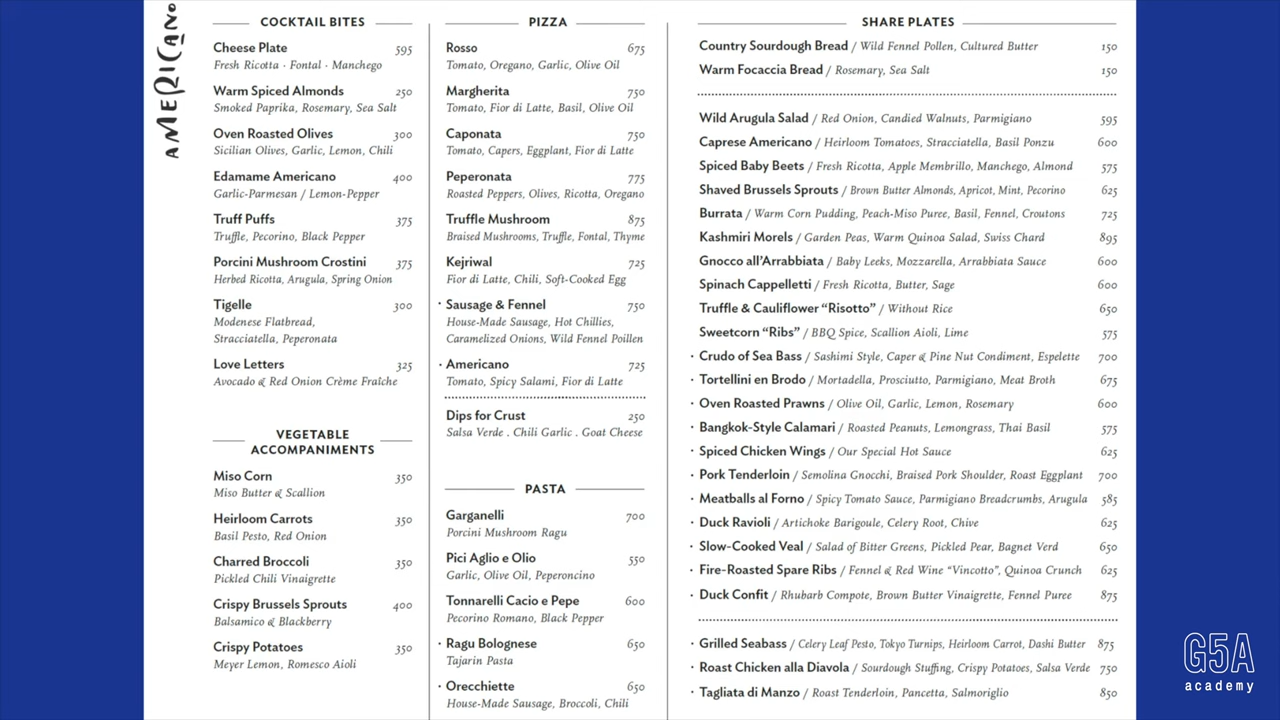 AMERICANO
COCKTAIL BITES
Cheese Plate 595
Fresh Ricotta - Fontal - Manchego
Warm Spiced Almonds 250
Smoked Paprika, Rosemary, Sea Salt
Oven Roasted Olives 300
Sicilian Olives, Garlic, Lemon, Chili
Edamame Americano 400
Garlic-Parmesan / Lemon-Pepper
Truff Puffs 375
Truffle, Pecorino, Black Pepper
Porcini Mushroom Crostini 375
Herbed Ricotta, Arugula, Spring Onion
Tigelle 300
Modenese Flatbread,
Stracciatella, Peperonata
Love Letters 325
Avocado & Red Onion Crème Fraîche
VEGETABLE
ACCOMPANIMENTS
Miso Corn 350
Miso Butter & Scallion
Heirloom Carrots 350
Basil Pesto, Red Onion
Charred Broccoli 350
Pickled Chili Vinaigrette
Crispy Brussels Sprouts 400
Balsamico & Blackberry
Crispy Potatoes 350
Meyer Lemon, Romesco Aioli
PIZZA
Rosso 675
Tomato, Oregano, Garlic, Olive Oil
Margherita 750
Tomato, Fior di Latte, Basil, Olive Oil
Caponata 750
Tomato, Capers, Eggplant, Fior di Latte
Peperonata 775
Roasted Peppers, Olives, Ricotta, Oregano
Truffle Mushroom 875
Braised Mushrooms, Truffle, Fontal, Thyme
Kejriwal 725
Fior di Latte, Chili, Soft-Cooked Egg
· Sausage & Fennel 750
House-Made Sausage, Hot Chillies,
Caramelized Onions, Wild Fennel Poillen
· Americano 725
Tomato, Spicy Salami, Fior di Latte
Dips for Crust 250
Salsa Verde . Chili Garlic . Goat Cheese
PASTA
Garganelli 700
Porcini Mushroom Ragu
Pici Aglio e Olio 550
Garlic, Olive Oil, Peperoncino
Tonnarelli Cacio e Pepe 600
Pecorino Romano, Black Pepper
· Ragu Bolognese 650
Tajarin Pasta
· Orecchiette 650
House-Made Sausage, Broccoli, Chili
SHARE PLATES
Country Sourdough Bread / Wild Fennel Pollen, Cultured Butter 150
Warm Focaccia Bread / Rosemary, Sea Salt 150
Wild Arugula Salad / Red Onion, Candied Walnuts, Parmigiano 595
Caprese Americano / Heirloom Tomatoes, Stracciatella, Basil Ponzu 600
Spiced Baby Beets / Fresh Ricotta, Apple Membrillo, Manchego, Almond 575
Shaved Brussels Sprouts / Brown Butter Almonds, Apricot, Mint, Pecorino 625
Burrata / Warm Corn Pudding, Peach-Miso Puree, Basil, Fennel, Croutons 725
Kashmiri Morels / Garden Peas, Warm Quinoa Salad, Swiss Chard 895
Gnocco all'Arrabbiata / Baby Leeks, Mozzarella, Arrabbiata Sauce 600
Spinach Cappelletti / Fresh Ricotta, Butter, Sage 600
Truffle & Cauliflower "Risotto" / Without Rice 650
Sweetcorn "Ribs" / BBQ Spice, Scallion Aioli, Lime 575
· Crudo of Sea Bass / Sashimi Style, Caper & Pine Nut Condiment, Espelette 700
· Tortellini en Brodo / Mortadella, Prosciutto, Parmigiano, Meat Broth 675
· Oven Roasted Prawns / Olive Oil, Garlic, Lemon, Rosemary 600
· Bangkok-Style Calamari / Roasted Peanuts, Lemongrass, Thai Basil 575
· Spiced Chicken Wings / Our Special Hot Sauce 625
· Pork Tenderloin / Semolina Gnocchi, Braised Pork Shoulder, Roast Eggplant 700
· Meatballs al Forno / Spicy Tomato Sauce, Parmigiano Breadcrumbs, Arugula 585
· Duck Ravioli / Artichoke Barigoule, Celery Root, Chive 625
· Slow-Cooked Veal / Salad of Bitter Greens, Pickled Pear, Bagnet Verd 650
· Fire-Roasted Spare Ribs / Fennel & Red Wine "Vincotto", Quinoa Crunch 625
· Duck Confit / Rhubarb Compote, Brown Butter Vinaigrette, Fennel Puree 875
· Grilled Seabass / Celery Leaf Pesto, Tokyo Turnips, Heirloom Carrot, Dashi Butter 875
· Roast Chicken alla Diavola / Sourdough Stuffing, Crispy Potatoes, Salsa Verde 750
· Tagliata di Manzo / Roast Tenderloin, Pancetta, Salmoriglio 850
G5A
academy